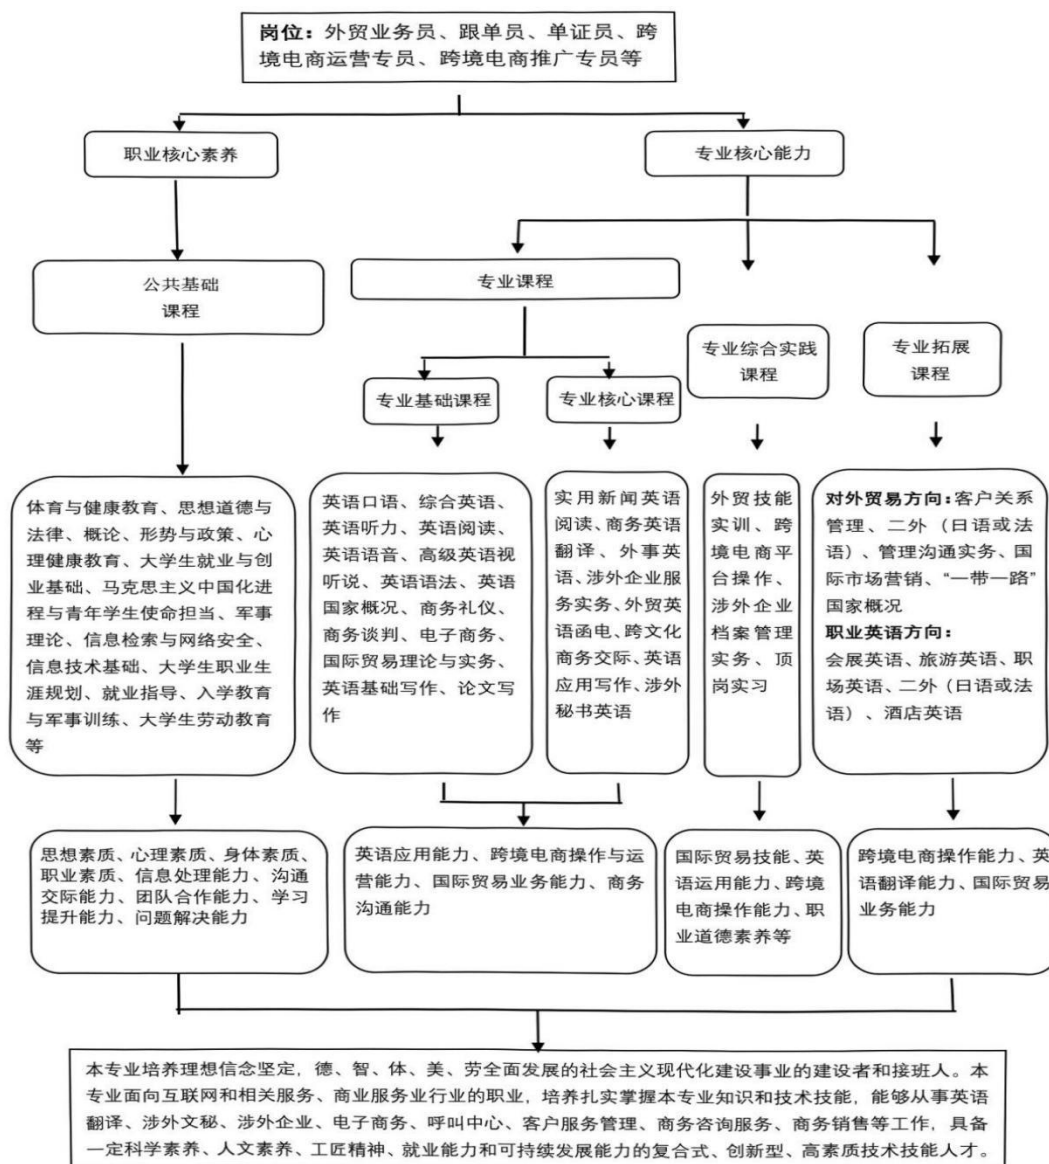 岗位：外贸业务员、跟单员、单证员、跨
境电商运营专员、跨境电商推广专员等
职业核心素养
专业核心能力
公共基础
课程
专业课程
专业综合实践
课程
专业拓展
课程
专业基础课程
专业核心课程
体育与健康教育、思想道德与
法律、概论、形势与政策、心
理健康教育、大学生就业与创
业基础、马克思主义中国化进
程与青年学生使命担当、军事
理论、信息检索与网络安全、
信息技术基础、大学生职业生
涯规划、就业指导、入学教育
与军事训练、大学生劳动教育
等
英语口语、综合英语、
英语听力、英语阅读、
英语语音、高级英语视
听说、英语语法、英语
国家概况、商务礼仪、
商务谈判、电子商务、
国际贸易理论与实务、
英语基础写作、论文写
作
实用新闻英语
阅读、商务英语
翻译、外事英
语、涉外企业服
务实务、外贸英
语函电、跨文化
商务交际、英语
应用写作、涉外
秘书英语
外贸技能
实训、跨
境电商平
台操作、
涉外企业
档案管理
实务、顶
岗实习
对外贸易方向：客户关系
管理、二外（日语或法
语）、管理沟通实务、国
际市场营销、“一带一路”
国家概况
职业英语方向：
会展英语、旅游英语、职
场英语、二外（日语或法
语）、酒店英语
思想素质、心理素质、身体素质、
职业素质、信息处理能力、沟通
交际能力、团队合作能力、学习
提升能力、问题解决能力
英语应用能力、跨境电商操作与运
营能力、国际贸易业务能力、商务
沟通能力
国际贸易技能、英
语运用能力、跨境
电商操作能力、职
业道德素养等
跨境电商操作能力、英
语翻译能力、国际贸易
业务能力
本专业培养理想信念坚定，德、智、体、美、劳全面发展的社会主义现代化建设事业的建设者和接班人。本
专业面向互联网和相关服务、商业服务业行业的职业，培养扎实掌握本专业知识和技术技能，能够从事英语
翻译、涉外文秘、涉外企业、电子商务、呼叫中心、客户服务管理、商务咨询服务、商务销售等工作，具备
一定科学素养、人文素养、工匠精神、就业能力和可持续发展能力的复合式、创新型、高素质技术技能人才。